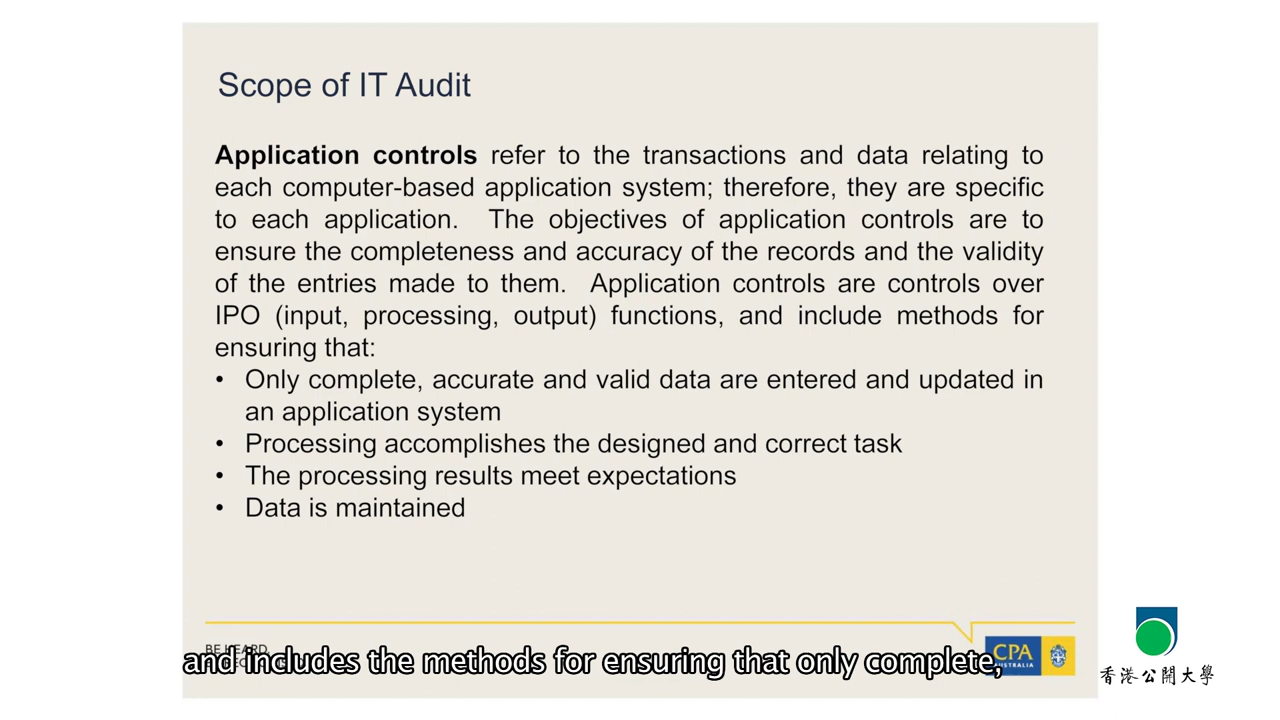 Scope of IT Audit
Application controls refer to the transactions and data relating to
each computer-based application system; therefore, they are specific
to each application. The objectives of application controls are to
ensure the completeness and accuracy of the records and the validity
of the entries made to them. Application controls are controls over
IPO (input, processing, output) functions, and include methods for
ensuring that:
• Only complete, accurate and valid data are entered and updated in
an application system
• Processing accomplishes the designed and correct task
• The processing results meet expectations
• Data is maintained
BE HEARD.
and includes the methods for ensuring that only complete,
CPA
AUSTRALIA
香港公開大學